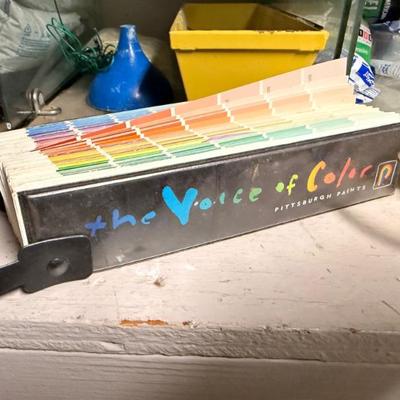 the Voice of Color
PITTSBURGH PAINTS
P